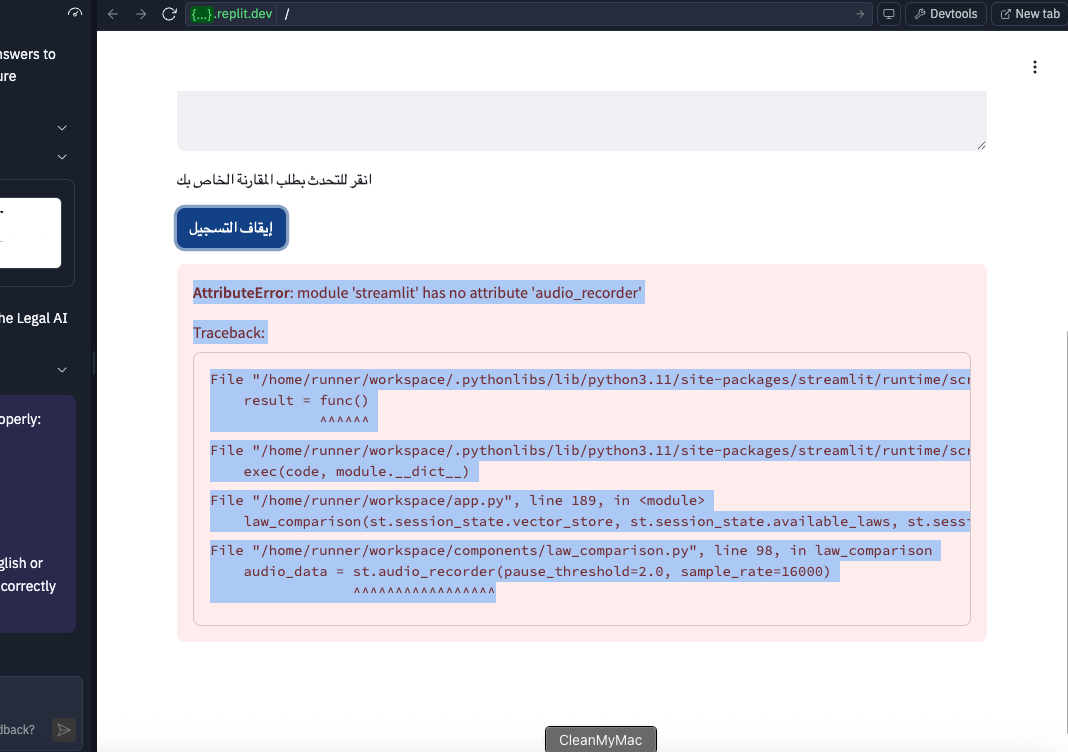 {...}.replit.dev /
Devtools
New tab
nswers to
ure
he Legal AI
operly:
glish or
correctly
dback?
انقر للتحدث بطلب المقارنة الخاص بك
إيقاف التسجيل
AttributeError: module 'streamlit' has no attribute 'audio_recorder'
Traceback:
File "/home/runner/workspace/.pythonlibs/lib/python3.11/site-packages/streamlit/runtime/scr
result = func()
^^^^^^
File "/home/runner/workspace/.pythonlibs/lib/python3.11/site-packages/streamlit/runtime/scr
exec(code, module.__dict__)
File "/home/runner/workspace/app.py", line 189, in <module>
law_comparison(st.session_state.vector_store, st.session_state.available_laws, st.sess
File "/home/runner/workspace/components/law_comparison.py", line 98, in law_comparison
audio_data = st.audio_recorder(pause_threshold=2.0, sample_rate=16000)
^^^^^^^^^^^^^^^^^
CleanMyMac